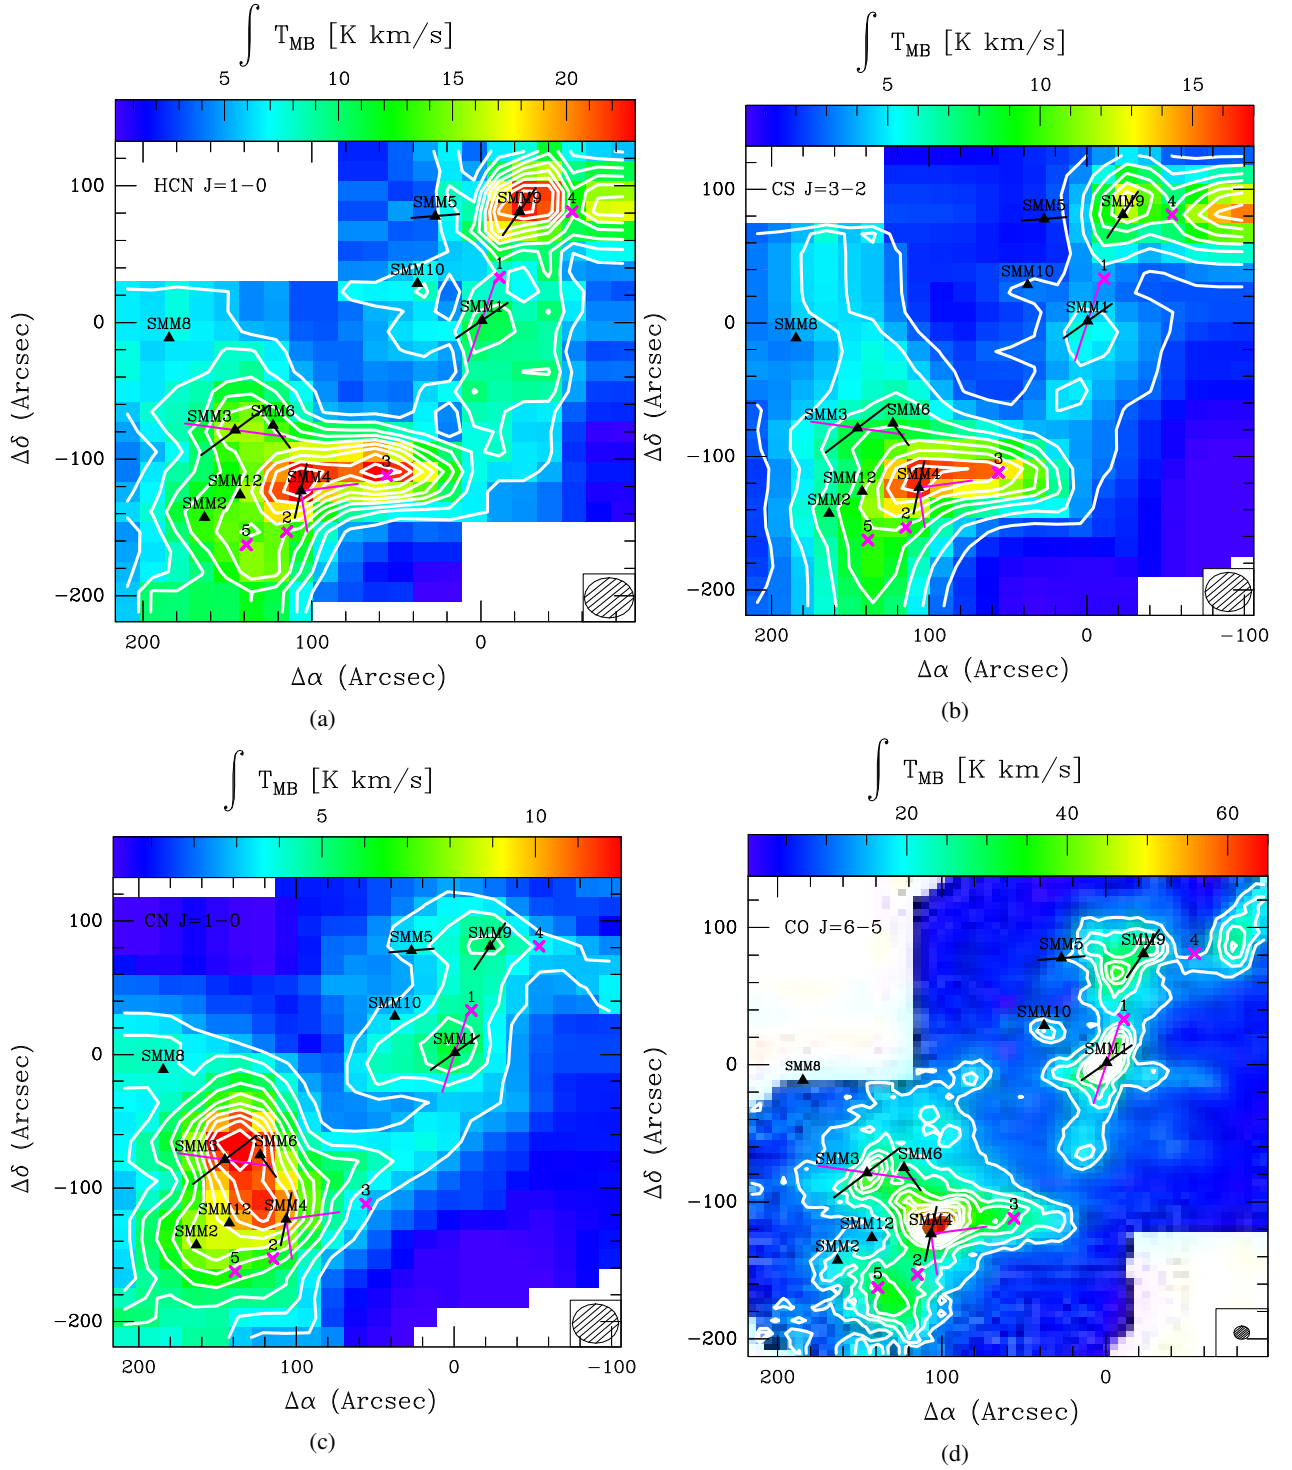 ∫ T_MB [K km/s]
5 10 15 20
HCN J=1−0
SMM5
SMM9
4
1
SMM10
SMM1
SMM8
SMM3
SMM6
SMM12
SMM4
3
SMM2
2
5
100
0
−100
−200
200 100 0
Δδ (Arcsec)
Δα (Arcsec)
(a)
∫ T_MB [K km/s]
5 10 15
CS J=3−2
SMM5
SMM9
4
1
SMM10
SMM1
SMM8
SMM3
SMM6
SMM12
SMM4
3
SMM2
2
5
100
0
−100
−200
200 100 0 −100
Δδ (Arcsec)
Δα (Arcsec)
(b)
∫ T_MB [K km/s]
5 10
CN J=1−0
SMM5
SMM9
4
1
SMM10
SMM1
SMM8
SMM3
SMM6
SMM12
SMM4
3
SMM2
2
5
100
0
−100
−200
200 100 0 −100
Δδ (Arcsec)
Δα (Arcsec)
(c)
∫ T_MB [K km/s]
20 40 60
CO J=6−5
SMM5
SMM9
4
1
SMM10
SMM1
SMM8
SMM3
SMM6
SMM12
SMM4
3
SMM2
2
5
100
0
−100
−200
200 100 0
Δδ (Arcsec)
Δα (Arcsec)
(d)